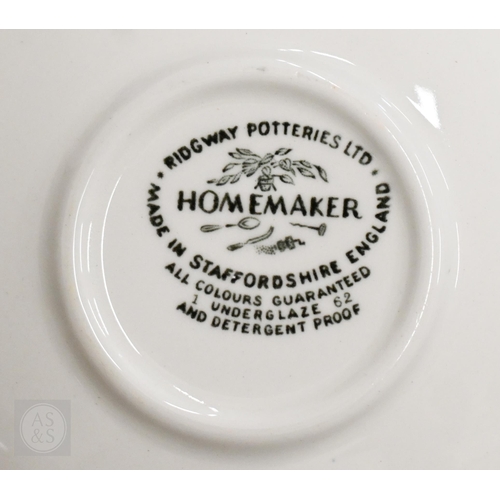 RIDGWAY POTTERIES LTD.
HOMEMAKER
MADE IN STAFFORDSHIRE ENGLAND
ALL COLOURS GUARANTEED
1 UNDERGLAZE 62
AND DETERGENT PROOF
AS
&S